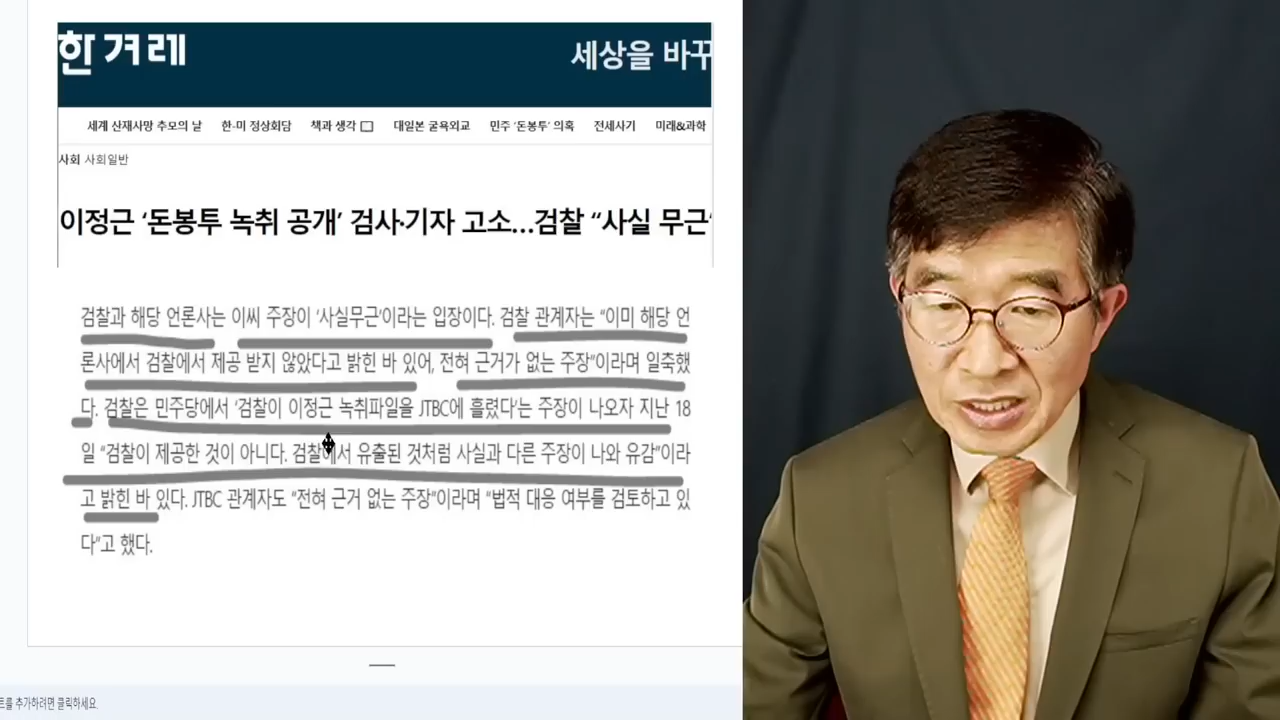 한겨레
세상을 바꾸
세계 산재사망 추모의 날 한-미 정상회담 책과 생각 대일본 굴욕외교 민주 '돈봉투' 의혹 전세사기 미래&과학
사회 사회일반
이정근 ‘돈봉투 녹취 공개’ 검사·기자 고소…검찰 “사실 무근”
검찰과 해당 언론사는 이씨 주장이 ‘사실무근’이라는 입장이다. 검찰 관계자는 “이미 해당 언
론사에서 검찰에서 제공 받지 않았다고 밝힌 바 있어, 전혀 근거가 없는 주장”이라며 일축했
다. 검찰은 민주당에서 ‘검찰이 이정근 녹취파일을 JTBC에 흘렸다’는 주장이 나오자 지난 18
일 “검찰이 제공한 것이 아니다. 검찰에서 유출된 것처럼 사실과 다른 주장이 나와 유감”이라
고 밝힌 바 있다. JTBC 관계자도 “전혀 근거 없는 주장”이라며 “법적 대응 여부를 검토하고 있
다”고 했다.
트를 추가하려면 클릭하세요.